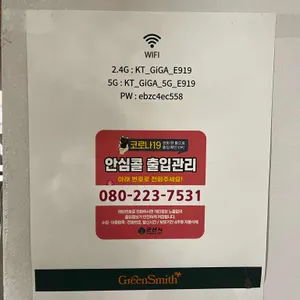 WIFI
2.4G : KT_GiGA_E919
5G : KT_GiGA_5G_E919
PW : ebzc4ec558
코로나19
안심콜 출입관리
아래 번호로 전화주세요!
080-223-7531
GreenSmith